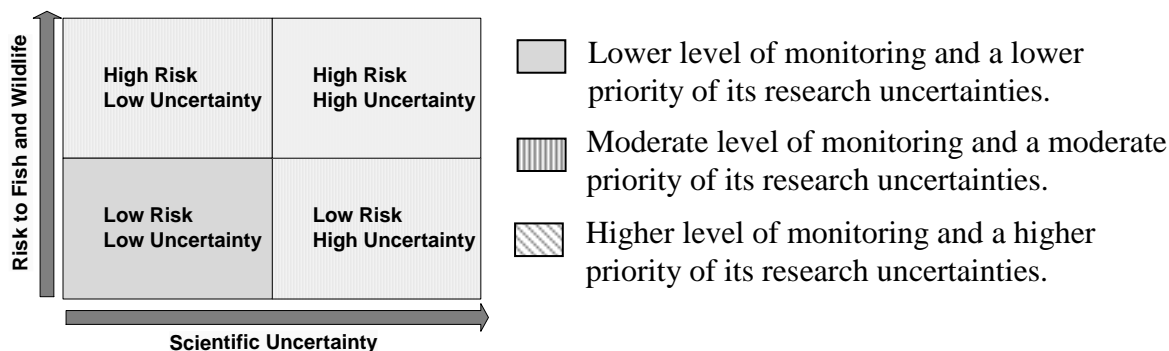 Risk to Fish and Wildlife
High Risk
Low Uncertainty
High Risk
High Uncertainty
Low Risk
Low Uncertainty
Low Risk
High Uncertainty
Scientific Uncertainty
Lower level of monitoring and a lower
priority of its research uncertainties.
Moderate level of monitoring and a moderate
priority of its research uncertainties.
Higher level of monitoring and a higher
priority of its research uncertainties.